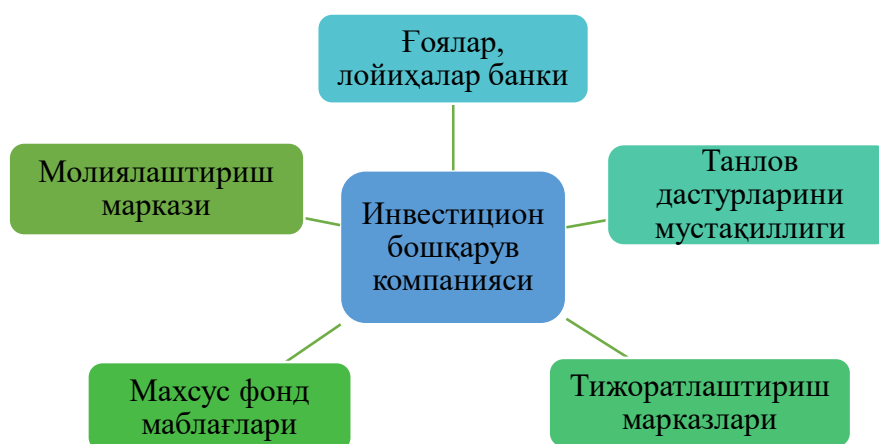 Ғоялар,
лойиҳалар банки
Молиялаштириш
маркази
Танлов
дастурларини
мустақиллиги
Инвестицион
бошқарув
компанияси
Махсус фонд
маблағлари
Тижоратлаштириш
марказлари